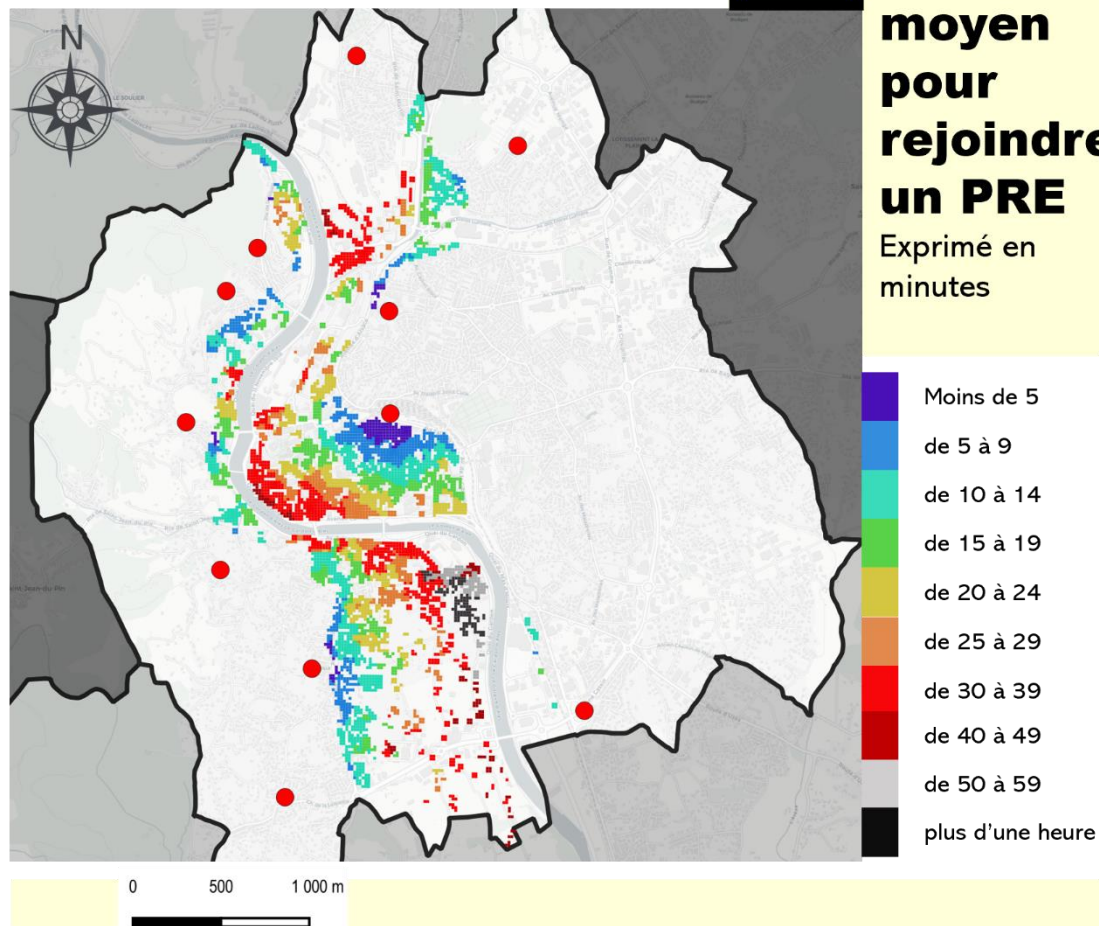 N
moyen
pour
rejoindre
un PRE
Exprimé en
minutes
Moins de 5
de 5 à 9
de 10 à 14
de 15 à 19
de 20 à 24
de 25 à 29
de 30 à 39
de 40 à 49
de 50 à 59
plus d'une heure
0 500 1 000 m